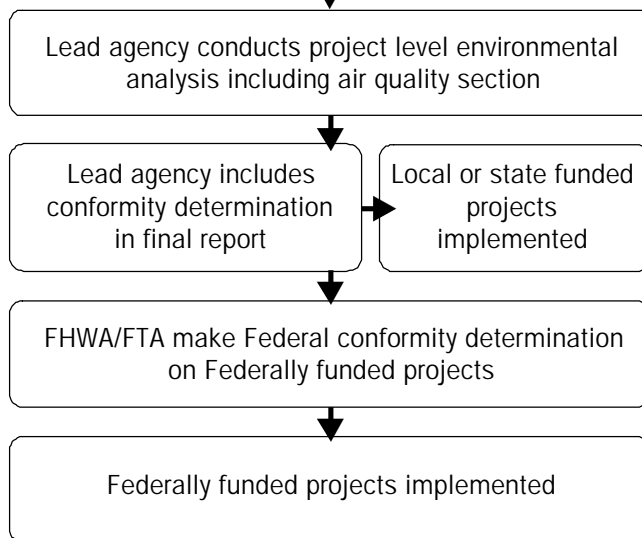 Lead agency conducts project level environmental
analysis including air quality section
Lead agency includes
conformity determination
in final report
Local or state funded
projects
implemented
FHWA/FTA make Federal conformity determination
on Federally funded projects
Federally funded projects implemented